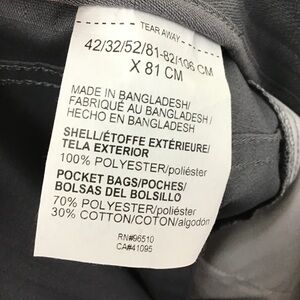 TEAR AWAY
42/32/52/81-82/106 CM
X 81 CM
MADE IN BANGLADESH/
FABRIQUÉ AU BANGLADESH/
HECHO EN BANGLADESH
SHELL/ÉTOFFE EXTÉRIEURE/
TELA EXTERIOR
100% POLYESTER/poliéster
POCKET BAGS/POCHES/
BOLSAS DEL BOLSILLO
70% POLYESTER/poliéster
30% COTTON/COTON/algodón
RN#96510
CA#41095